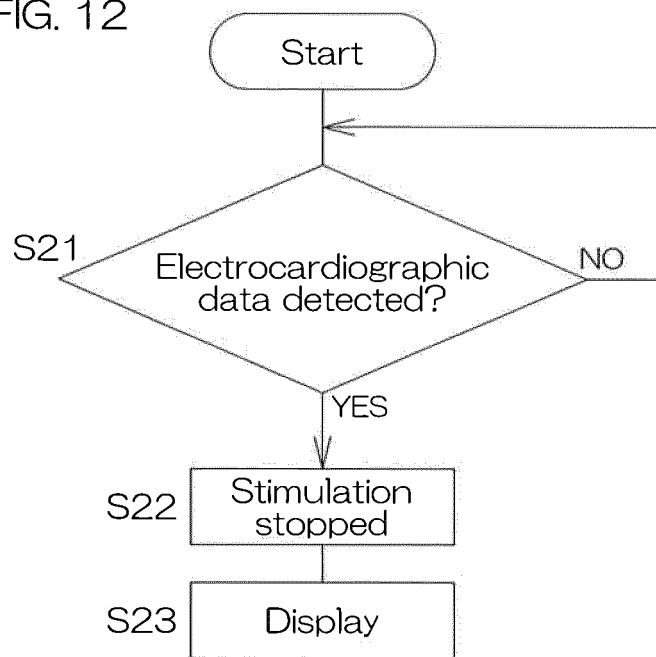 FIG. 12
Start
S21
Electrocardiographic
data detected?
NO
YES
S22
Stimulation
stopped
S23
Display